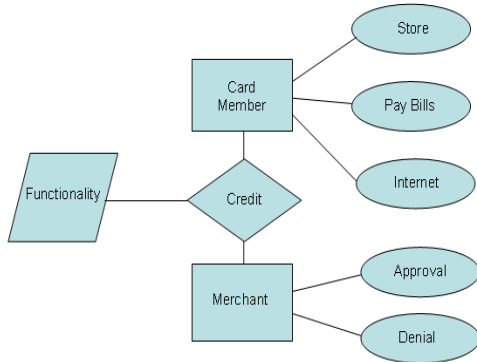 Store
Card
Member
Pay Bills
Internet
Functionality
Credit
Merchant
Approval
Denial